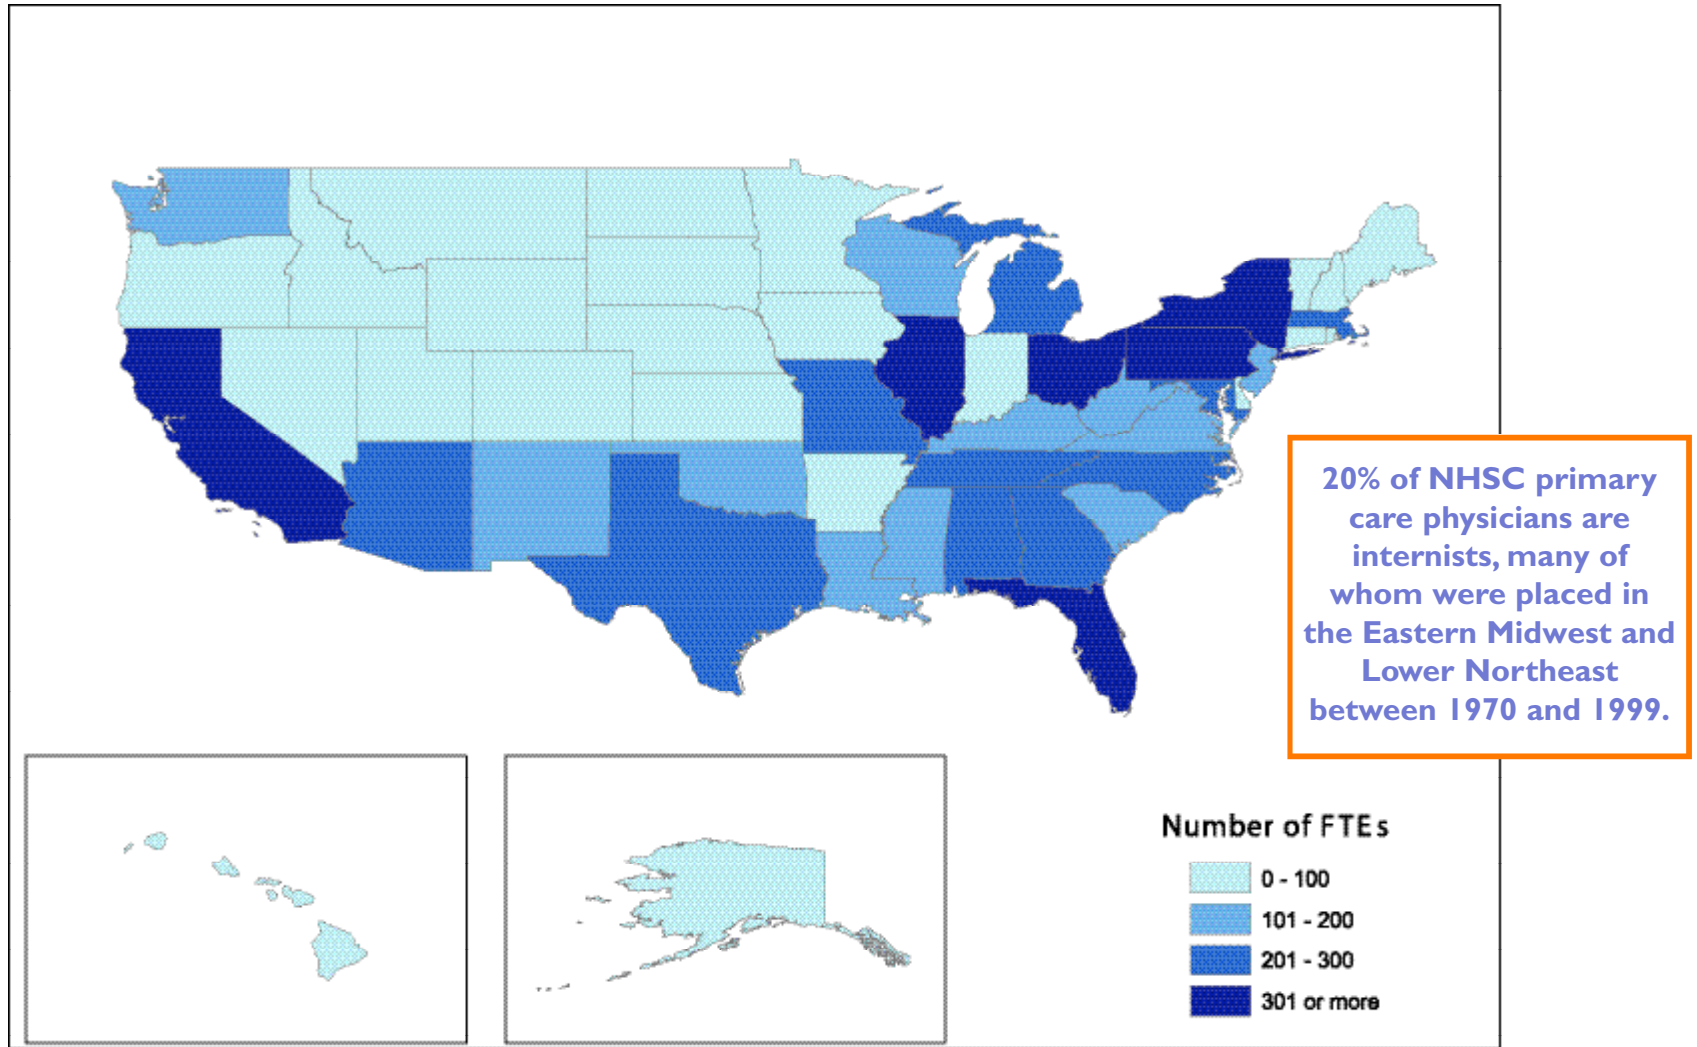 20% of NHSC primary
care physicians are
internists, many of
whom were placed in
the Eastern Midwest and
Lower Northeast
between 1970 and 1999.
Number of FTEs
0 - 100
101 - 200
201 - 300
301 or more